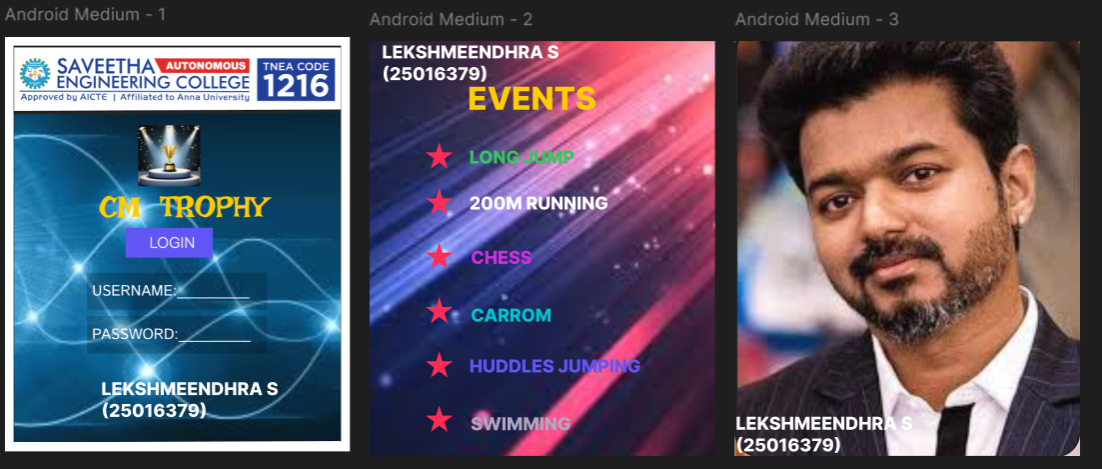 Android Medium - 1
SAVEETHA AUTONOMOUS
ENGINEERING COLLEGE
Approved by AICTE | Affiliated to Anna University
TNEA CODE
1216
CM TROPHY
LOGIN
USERNAME:_________
PASSWORD:_________
LEKSHMEENDHRA S
(25016379)
Android Medium - 2
LEKSHMEENDHRA S
(25016379)
EVENTS
LONG JUMP
200M RUNNING
CHESS
CARROM
HUDDLES JUMPING
SWIMMING
Android Medium - 3
LEKSHMEENDHRA S
(25016379)